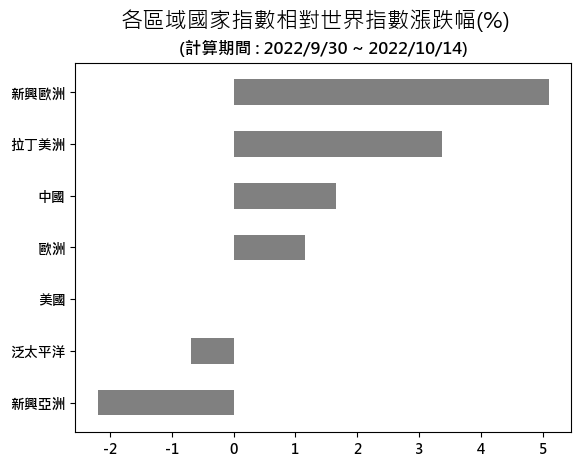 各區域國家指數相對世界指數漲跌幅(%)
(計算期間 : 2022/9/30 ~ 2022/10/14)
新興歐洲
拉丁美洲
中國
歐洲
美國
泛太平洋
新興亞洲
-2 -1 0 1 2 3 4 5